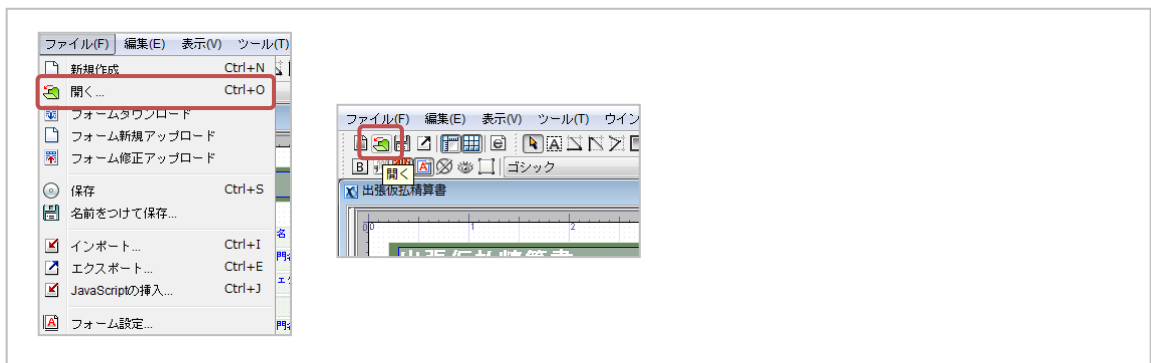 ファイル(F) 編集(E) 表示(V) ツール(T)
新規作成 Ctrl+N
開く... Ctrl+O
フォームダウンロード
フォーム新規アップロード
フォーム修正アップロード
保存 Ctrl+S
名前をつけて保存...
インポート... Ctrl+I
エクスポート... Ctrl+E
JavaScriptの挿入... Ctrl+J
フォーム設定...
ファイル(F) 編集(E) 表示(V) ツール(T) ウイン
B ゴシック
開く
出張仮払精算書
0 1 2